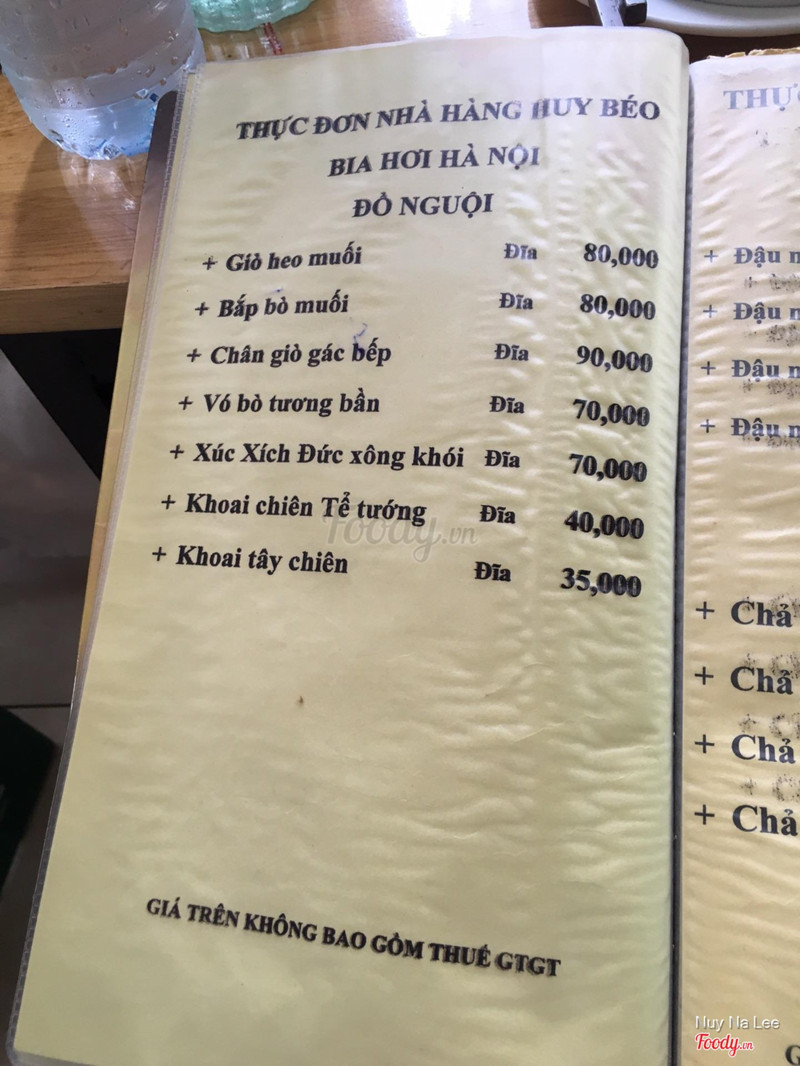 THỰC ĐƠN NHÀ HÀNG HUY BÉO
BIA HƠI HÀ NỘI
ĐỒ NGUỘI
+ Giò heo muối Đĩa 80,000
+ Bắp bò muối Đĩa 80,000
+ Chân giò gác bếp Đĩa 90,000
+ Vó bò tương bần Đĩa 70,000
+ Xúc Xích Đức xông khói Đĩa 70,000
+ Khoai chiên Tể tướng Đĩa 40,000
+ Khoai tây chiên Đĩa 35,000
GIÁ TRÊN KHÔNG BAO GỒM THUẾ GTGT
+ Đậu
+ Đậu
+ Đậu
+ Đậu
+ Chả
+ Chả
+ Chả
+ Chả
Foody.vn
Nuy Na Lee
Foody.vn